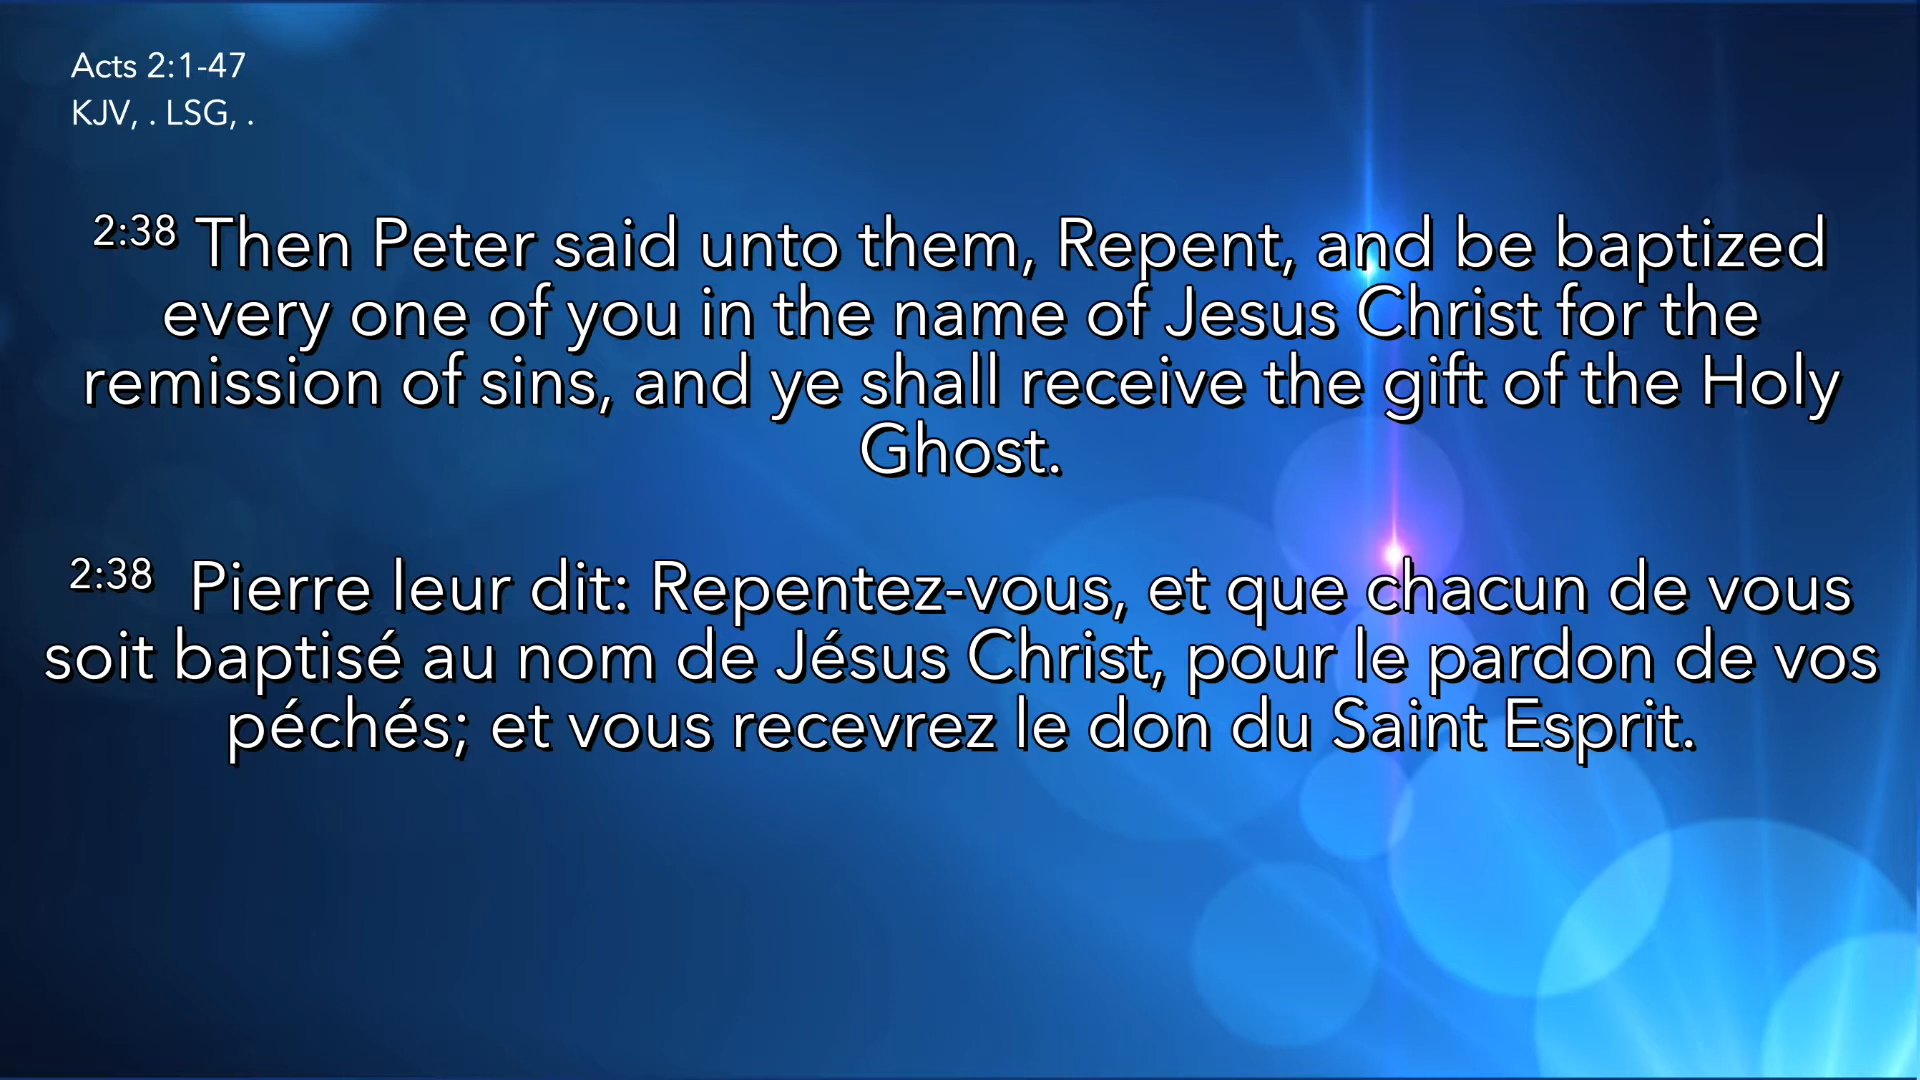 Acts 2:1-47
KJV, . LSG, .
2:38 Then Peter said unto them, Repent, and be baptized
every one of you in the name of Jesus Christ for the
remission of sins, and ye shall receive the gift of the Holy
Ghost.
2:38 Pierre leur dit: Repentez-vous, et que chacun de vous
soit baptisé au nom de Jésus Christ, pour le pardon de vos
péchés; et vous recevrez le don du Saint Esprit.